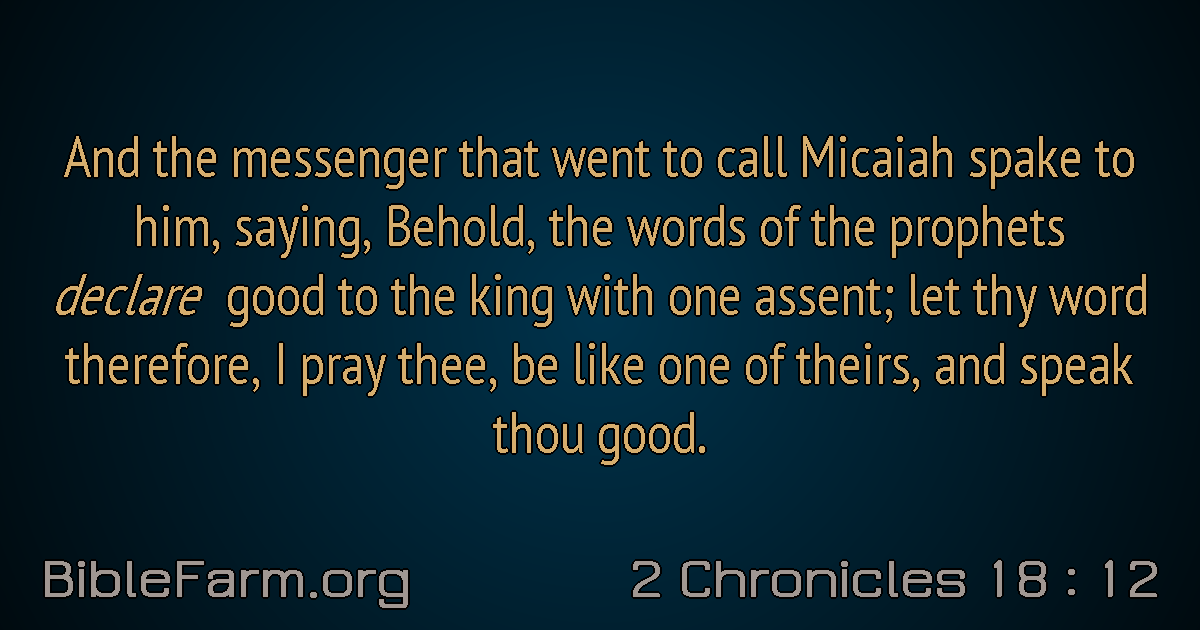 And the messenger that went to call Micaiah spake to
him, saying, Behold, the words of the prophets
declare good to the king with one assent; let thy word
therefore, I pray thee, be like one of theirs, and speak
thou good.
BibleFarm.org
2 Chronicles 18 : 12